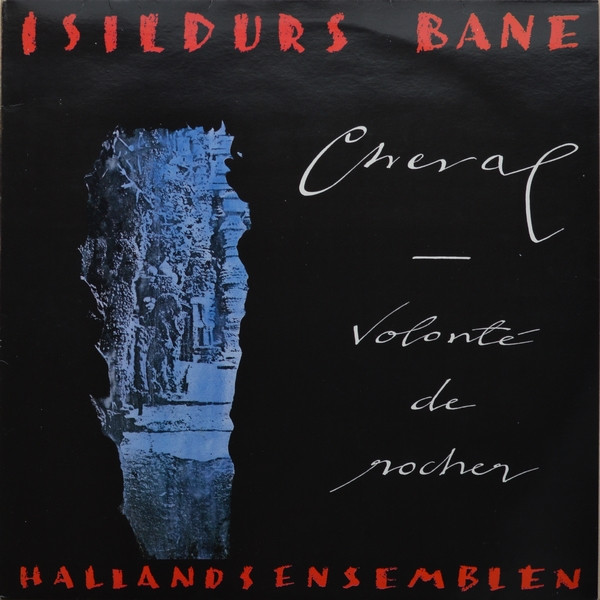 ISILDURS BANE
Cheval
—
Volonté
de
rocher
HALLANDSENSEMBLEN